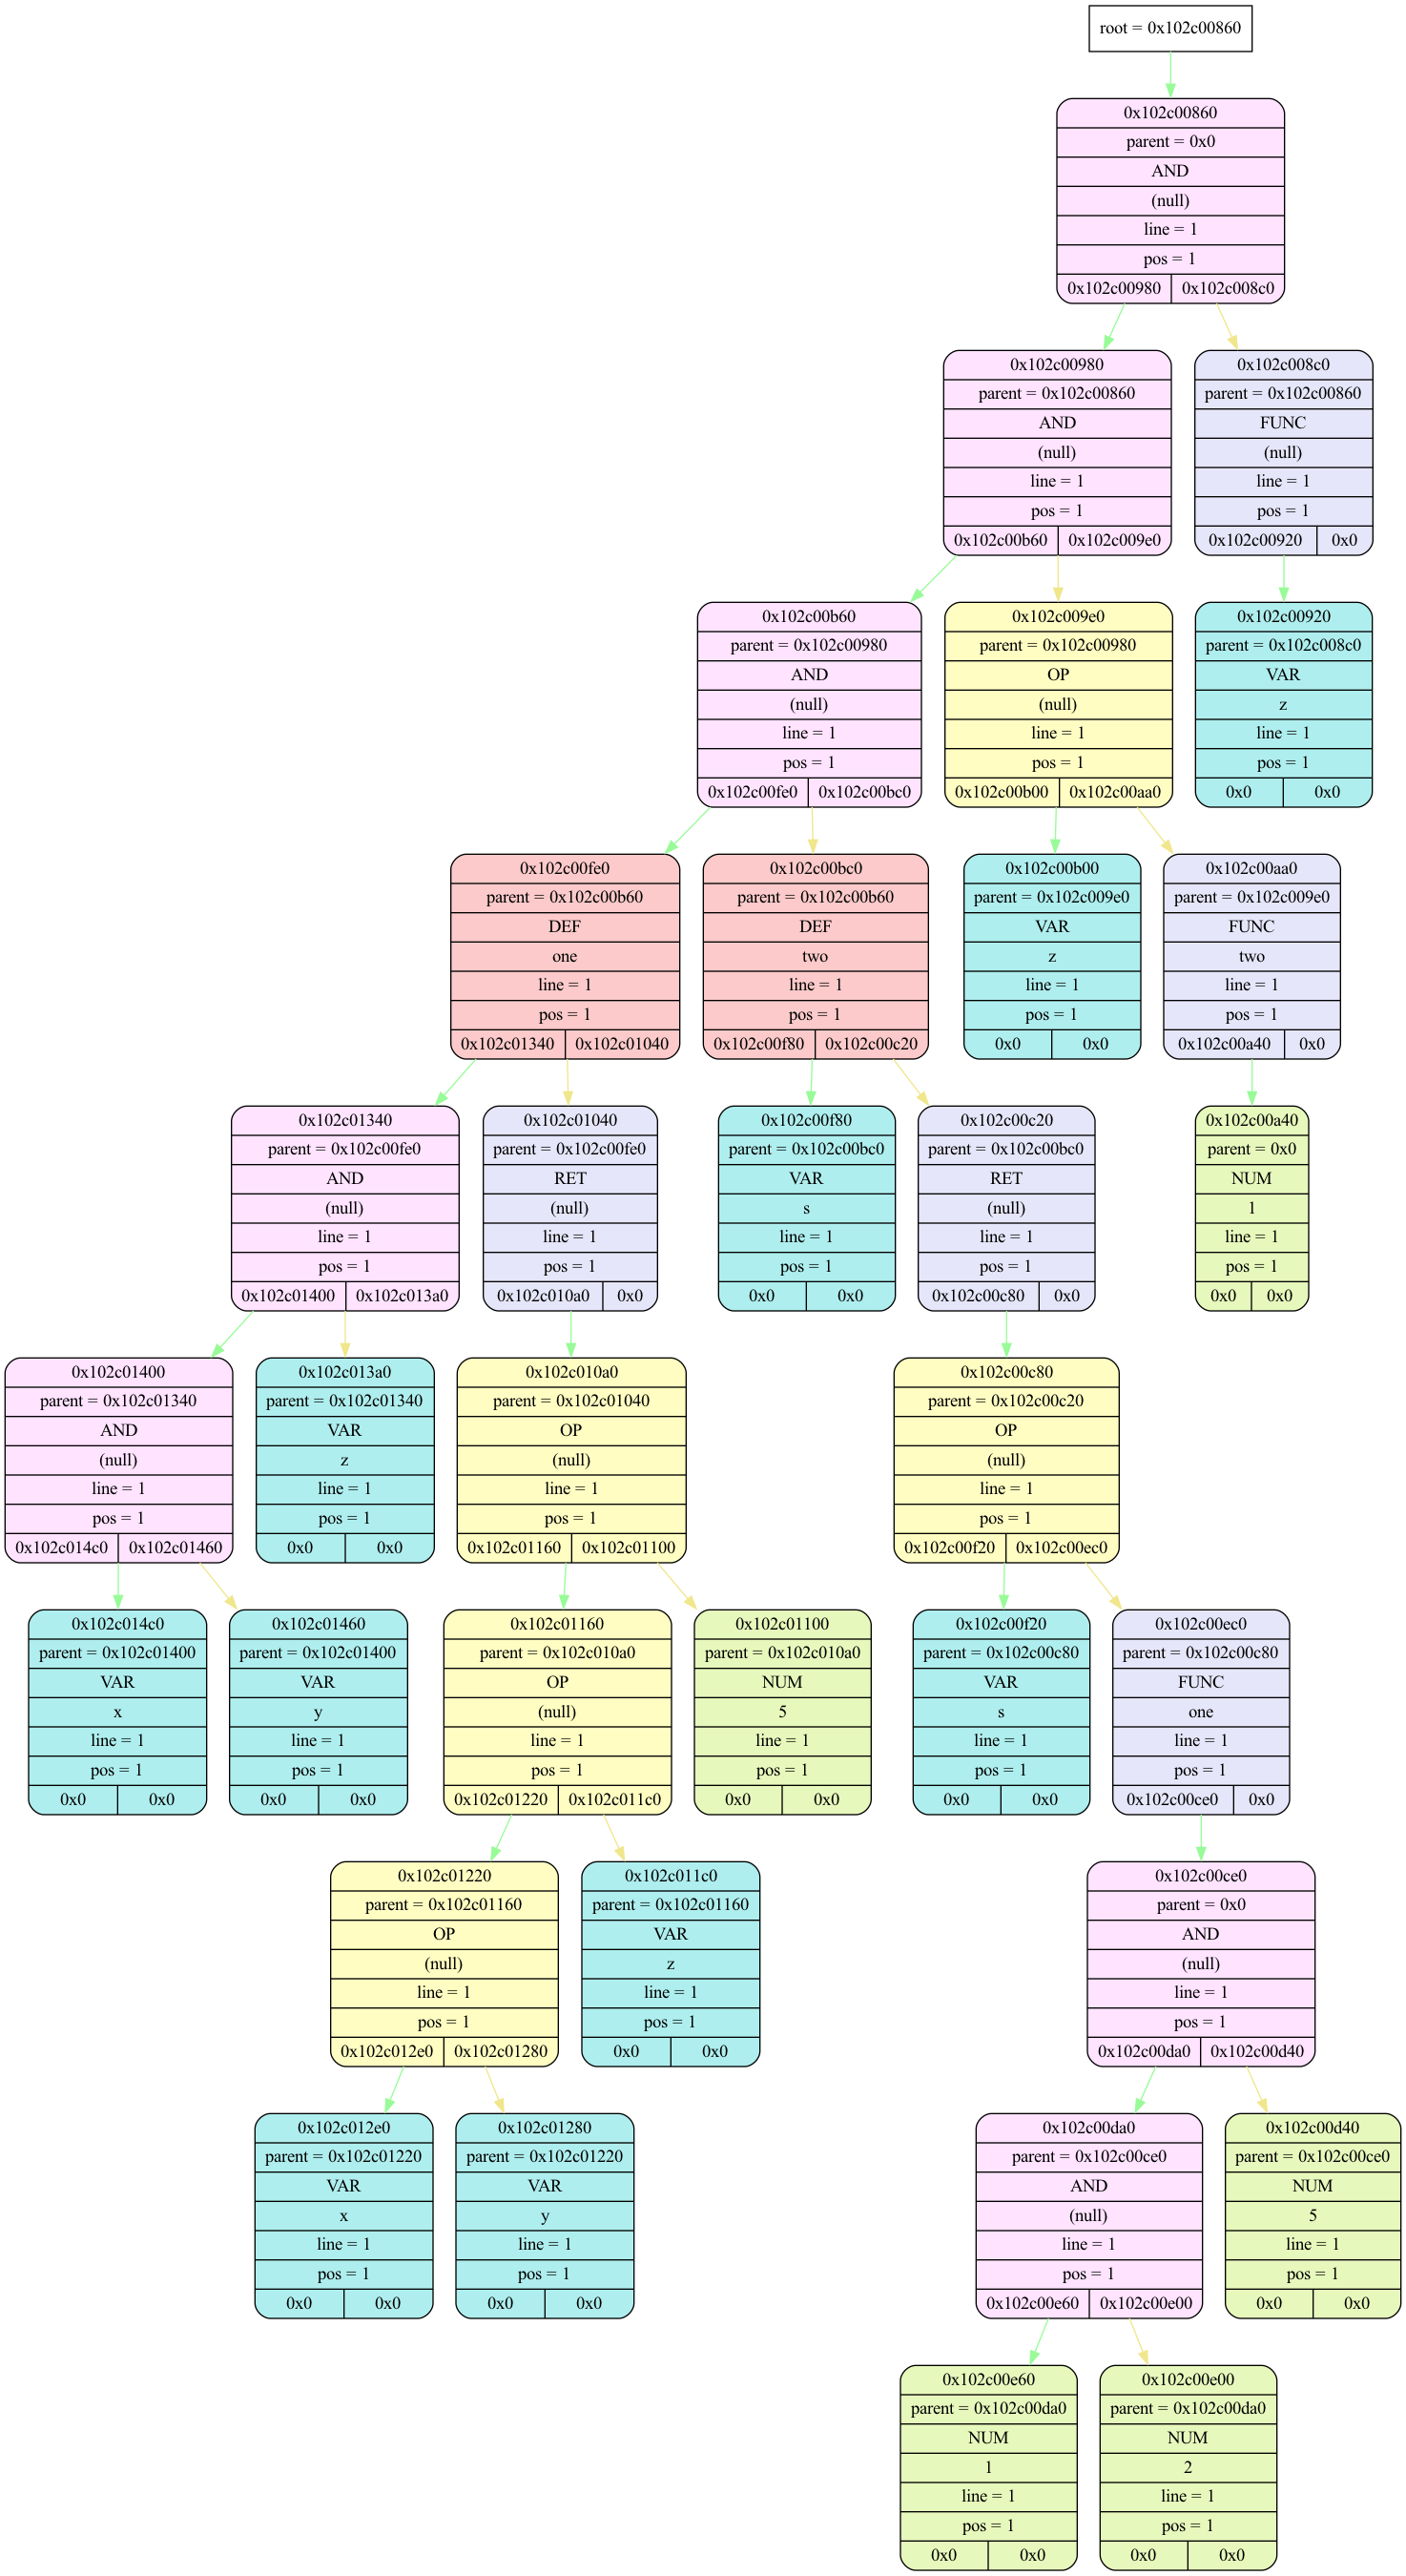 root = 0x102c00860
0x102c00860
parent = 0x0
AND
(null)
line = 1
pos = 1
0x102c00980 0x102c008c0
0x102c00980
parent = 0x102c00860
AND
(null)
line = 1
pos = 1
0x102c00b60 0x102c009e0
0x102c008c0
parent = 0x102c00860
FUNC
(null)
line = 1
pos = 1
0x102c00920 0x0
0x102c00b60
parent = 0x102c00980
AND
(null)
line = 1
pos = 1
0x102c00fe0 0x102c00bc0
0x102c009e0
parent = 0x102c00980
OP
(null)
line = 1
pos = 1
0x102c00b00 0x102c00aa0
0x102c00920
parent = 0x102c008c0
VAR
z
line = 1
pos = 1
0x0 0x0
0x102c00fe0
parent = 0x102c00b60
DEF
one
line = 1
pos = 1
0x102c01340 0x102c01040
0x102c00bc0
parent = 0x102c00b60
DEF
two
line = 1
pos = 1
0x102c00f80 0x102c00c20
0x102c00b00
parent = 0x102c009e0
VAR
z
line = 1
pos = 1
0x0 0x0
0x102c00aa0
parent = 0x102c009e0
FUNC
two
line = 1
pos = 1
0x102c00a40 0x0
0x102c01340
parent = 0x102c00fe0
AND
(null)
line = 1
pos = 1
0x102c01400 0x102c013a0
0x102c01040
parent = 0x102c00fe0
RET
(null)
line = 1
pos = 1
0x102c010a0 0x0
0x102c00f80
parent = 0x102c00bc0
VAR
s
line = 1
pos = 1
0x0 0x0
0x102c00c20
parent = 0x102c00bc0
RET
(null)
line = 1
pos = 1
0x102c00c80 0x0
0x102c00a40
parent = 0x0
NUM
1
line = 1
pos = 1
0x0 0x0
0x102c01400
parent = 0x102c01340
AND
(null)
line = 1
pos = 1
0x102c014c0 0x102c01460
0x102c013a0
parent = 0x102c01340
VAR
z
line = 1
pos = 1
0x0 0x0
0x102c010a0
parent = 0x102c01040
OP
(null)
line = 1
pos = 1
0x102c01160 0x102c01100
0x102c00c80
parent = 0x102c00c20
OP
(null)
line = 1
pos = 1
0x102c00f20 0x102c00ec0
0x102c014c0
parent = 0x102c01400
VAR
x
line = 1
pos = 1
0x0 0x0
0x102c01460
parent = 0x102c01400
VAR
y
line = 1
pos = 1
0x0 0x0
0x102c01160
parent = 0x102c010a0
OP
(null)
line = 1
pos = 1
0x102c01220 0x102c011c0
0x102c01100
parent = 0x102c010a0
NUM
5
line = 1
pos = 1
0x0 0x0
0x102c00f20
parent = 0x102c00c80
VAR
s
line = 1
pos = 1
0x0 0x0
0x102c00ec0
parent = 0x102c00c80
FUNC
one
line = 1
pos = 1
0x102c00ce0 0x0
0x102c01220
parent = 0x102c01160
OP
(null)
line = 1
pos = 1
0x102c012e0 0x102c01280
0x102c011c0
parent = 0x102c01160
VAR
z
line = 1
pos = 1
0x0 0x0
0x102c00ce0
parent = 0x0
AND
(null)
line = 1
pos = 1
0x102c00da0 0x102c00d40
0x102c012e0
parent = 0x102c01220
VAR
x
line = 1
pos = 1
0x0 0x0
0x102c01280
parent = 0x102c01220
VAR
y
line = 1
pos = 1
0x0 0x0
0x102c00da0
parent = 0x102c00ce0
AND
(null)
line = 1
pos = 1
0x102c00e60 0x102c00e00
0x102c00d40
parent = 0x102c00ce0
NUM
5
line = 1
pos = 1
0x0 0x0
0x102c00e60
parent = 0x102c00da0
NUM
1
line = 1
pos = 1
0x0 0x0
0x102c00e00
parent = 0x102c00da0
NUM
2
line = 1
pos = 1
0x0 0x0